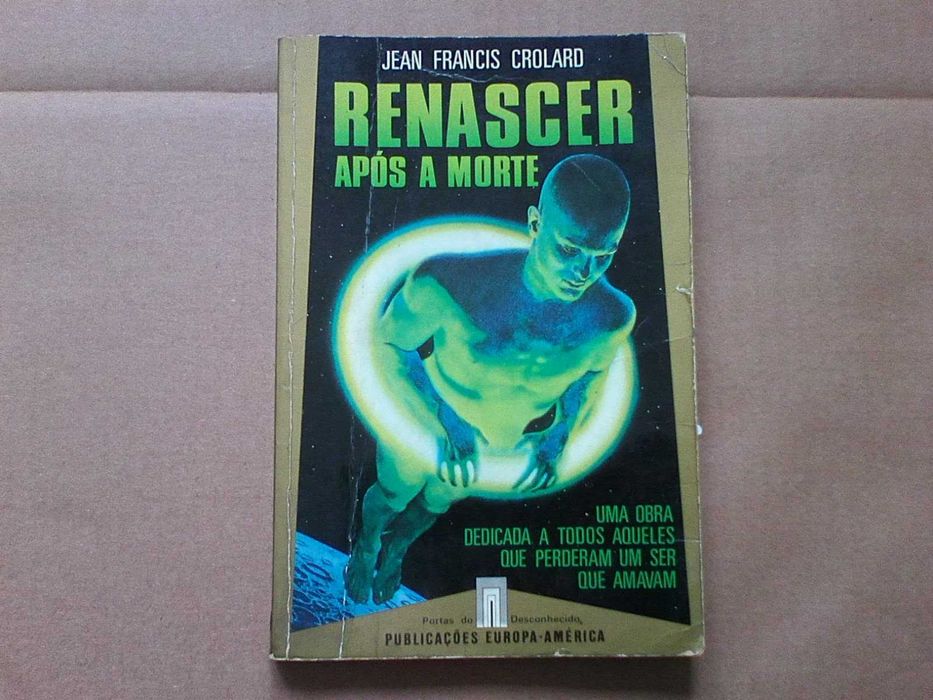 JEAN FRANCIS CROLARD
RENASCER
APÓS A MORTE
UMA OBRA
DEDICADA A TODOS AQUELES
QUE PERDERAM UM SER
QUE AMAVAM
Portas do Desconhecido
PUBLICAÇÕES EUROPA-AMÉRICA